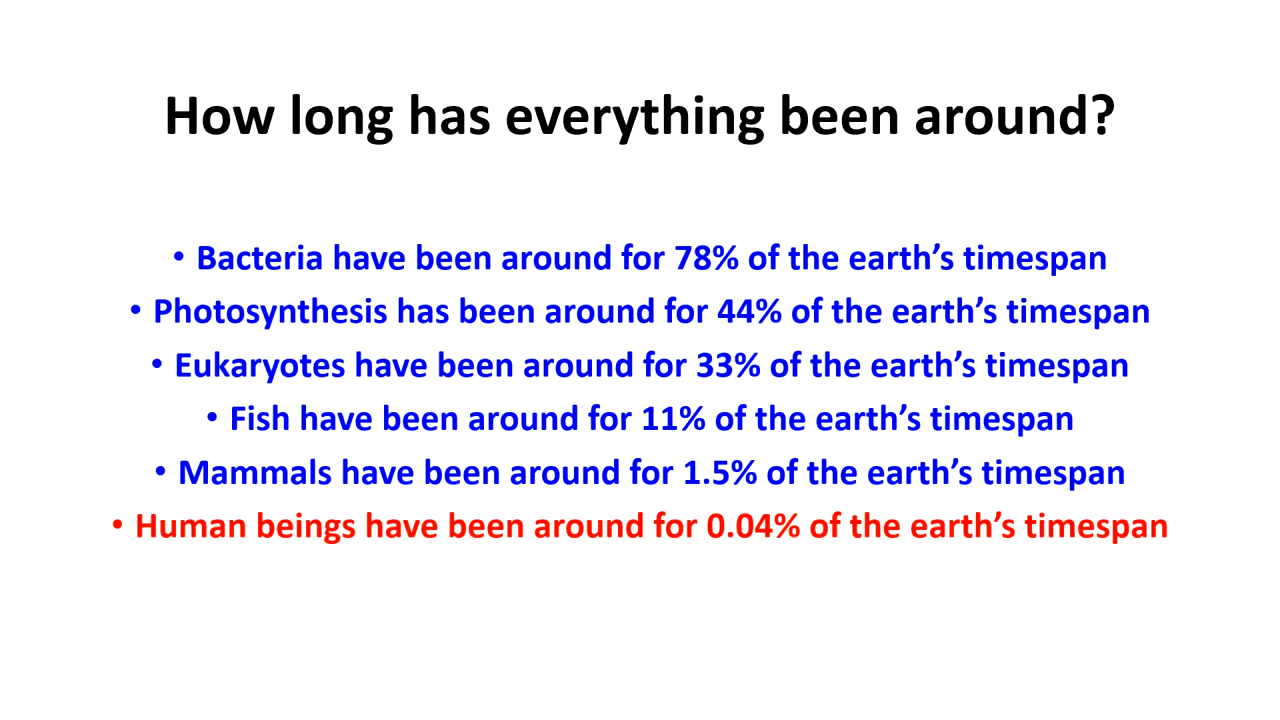 How long has everything been around?
• Bacteria have been around for 78% of the earth’s timespan
• Photosynthesis has been around for 44% of the earth’s timespan
• Eukaryotes have been around for 33% of the earth’s timespan
• Fish have been around for 11% of the earth’s timespan
• Mammals have been around for 1.5% of the earth’s timespan
• Human beings have been around for 0.04% of the earth’s timespan